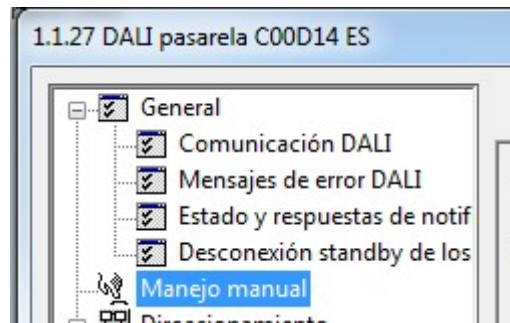 1.1.27 DALI pasarela C00D14 ES
General
Comunicación DALI
Mensajes de error DALI
Estado y respuestas de notif
Desconexión standby de los
Manejo manual
Direccionamiento